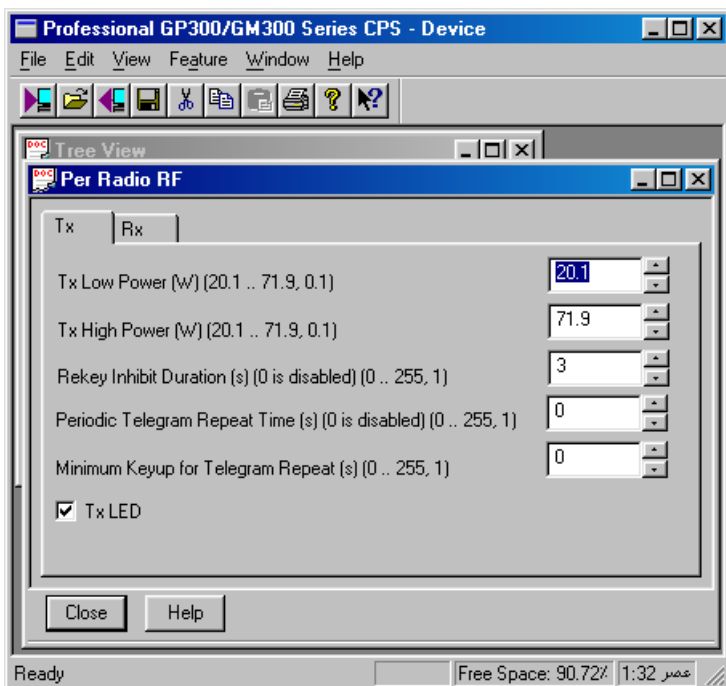 Professional GP300/GM300 Series CPS - Device
File Edit View Feature Window Help
DOC Tree View
DOC Per Radio RF
Tx Rx
Tx Low Power (W) (20.1 .. 71.9, 0.1) 20.1
Tx High Power (W) (20.1 .. 71.9, 0.1) 71.9
Rekey Inhibit Duration (s) (0 is disabled) (0 .. 255, 1) 3
Periodic Telegram Repeat Time (s) (0 is disabled) (0 .. 255, 1) 0
Minimum Keyup for Telegram Repeat (s) (0 .. 255, 1) 0
Tx LED
Close Help
Ready Free Space: 90.72% 1:32 عصر